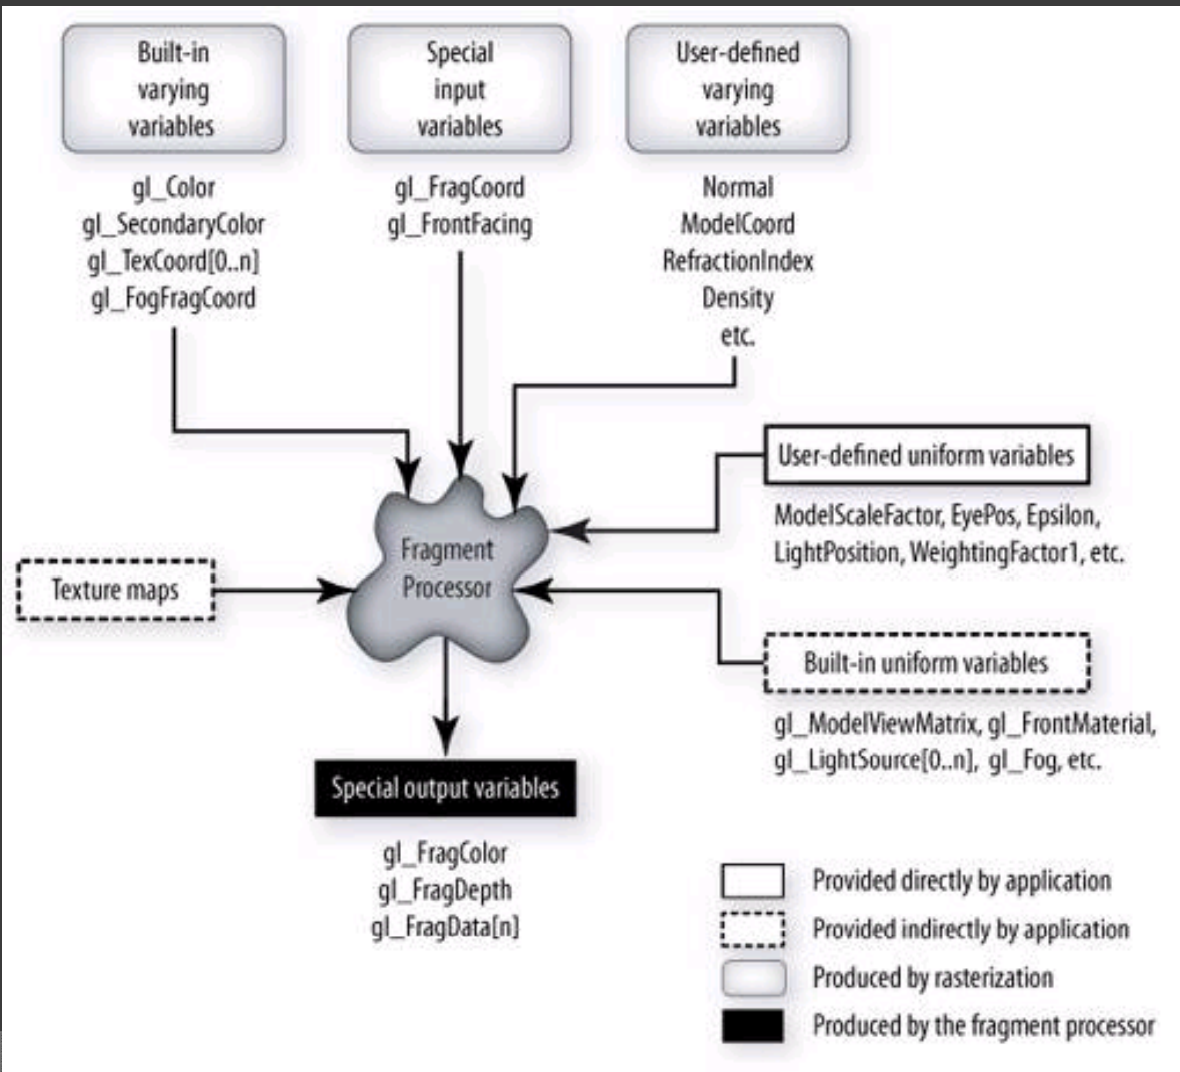 Built-in
varying
variables
Special
input
variables
User-defined
varying
variables
gl_Color
gl_SecondaryColor
gl_TexCoord[0..n]
gl_FogFragCoord
gl_FragCoord
gl_FrontFacing
Normal
ModelCoord
RefractionIndex
Density
etc.
User-defined uniform variables
ModelScaleFactor, EyePos, Epsilon,
LightPosition, WeightingFactor1, etc.
Fragment
Processor
Texture maps
Built-in uniform variables
gl_ModelViewMatrix, gl_FrontMaterial,
gl_LightSource[0..n], gl_Fog, etc.
Special output variables
gl_FragColor
gl_FragDepth
gl_FragData[n]
Provided directly by application
Provided indirectly by application
Produced by rasterization
Produced by the fragment processor